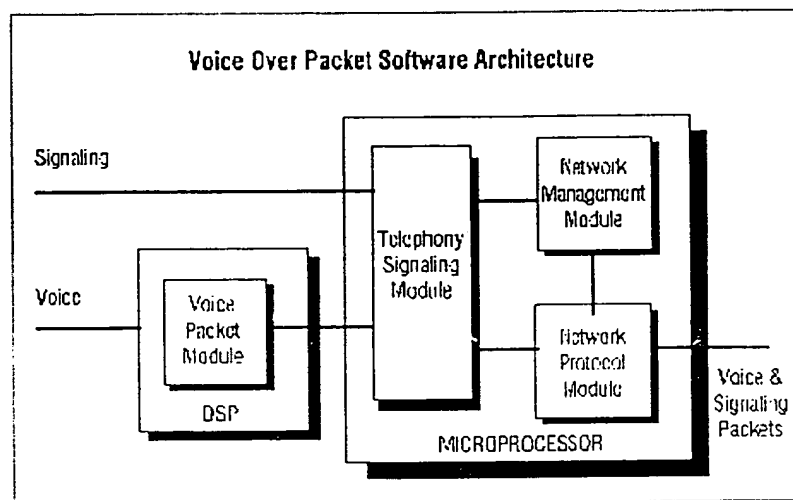 Voice Over Packet Software Architecture
Signaling
Network
Management
Module
Telephony
Signaling
Module
Voice
Voice
Packet
Module
Network
Protocol
Module
Voice &
Signaling
Packets
DSP
MICROPROCESSOR